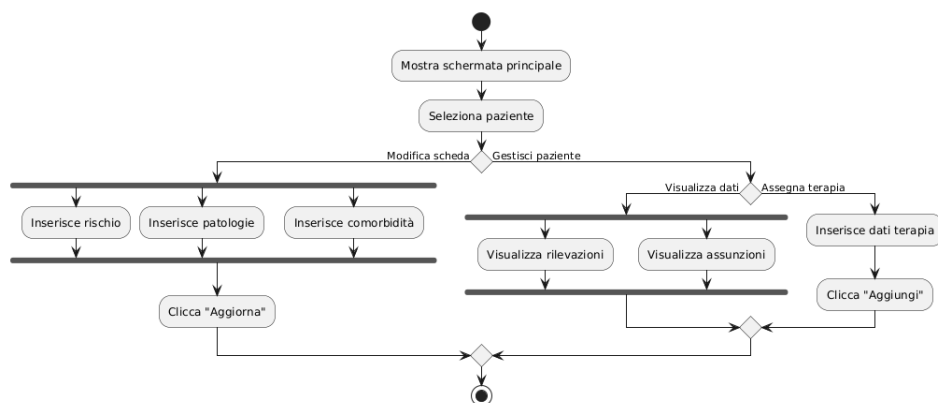 Mostra schermata principale
Seleziona paziente
Modifica scheda
Gestisci paziente
Visualizza dati
Assegna terapia
Inserisce rischio
Inserisce patologie
Inserisce comorbidità
Visualizza rilevazioni
Visualizza assunzioni
Inserisce dati terapia
Clicca "Aggiorna"
Clicca "Aggiungi"